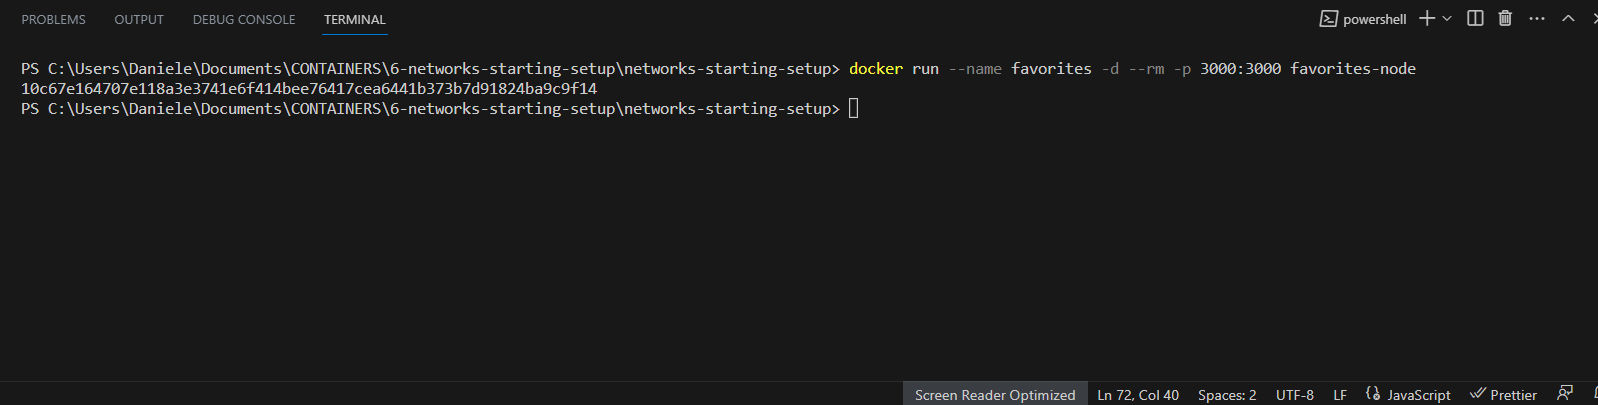 PROBLEMS OUTPUT DEBUG CONSOLE TERMINAL powershell
PS C:\Users\Daniele\Documents\CONTAINERS\6-networks-starting-setup\networks-starting-setup> docker run --name favorites -d --rm -p 3000:3000 favorites-node
10c67e164707e118a3e3741e6f414bee76417cea6441b373b7d91824ba9c9f14
PS C:\Users\Daniele\Documents\CONTAINERS\6-networks-starting-setup\networks-starting-setup>
Screen Reader Optimized Ln 72, Col 40 Spaces: 2 UTF-8 LF JavaScript Prettier